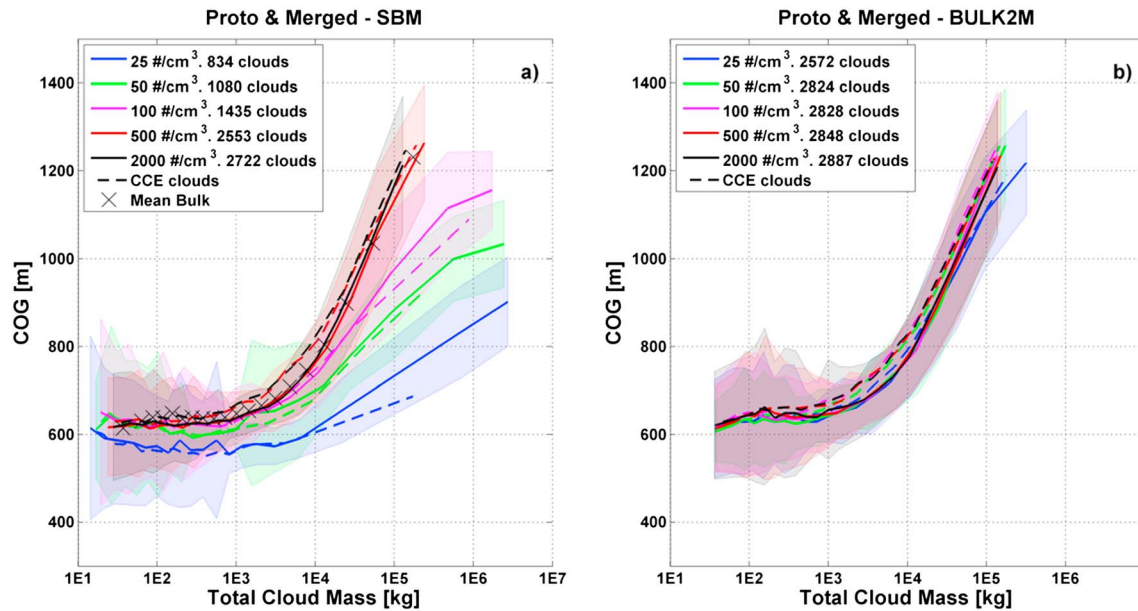 Proto & Merged - SBM
25 #/cm³. 834 clouds
50 #/cm³. 1080 clouds
100 #/cm³. 1435 clouds
500 #/cm³. 2553 clouds
2000 #/cm³. 2722 clouds
CCE clouds
Mean Bulk
a)
COG [m]
1400
1200
1000
800
600
400
1E1 1E2 1E3 1E4 1E5 1E6 1E7
Total Cloud Mass [kg]
Proto & Merged - BULK2M
25 #/cm³. 2572 clouds
50 #/cm³. 2824 clouds
100 #/cm³. 2828 clouds
500 #/cm³. 2848 clouds
2000 #/cm³. 2887 clouds
CCE clouds
b)
COG [m]
1400
1200
1000
800
600
400
1E1 1E2 1E3 1E4 1E5 1E6
Total Cloud Mass [kg]